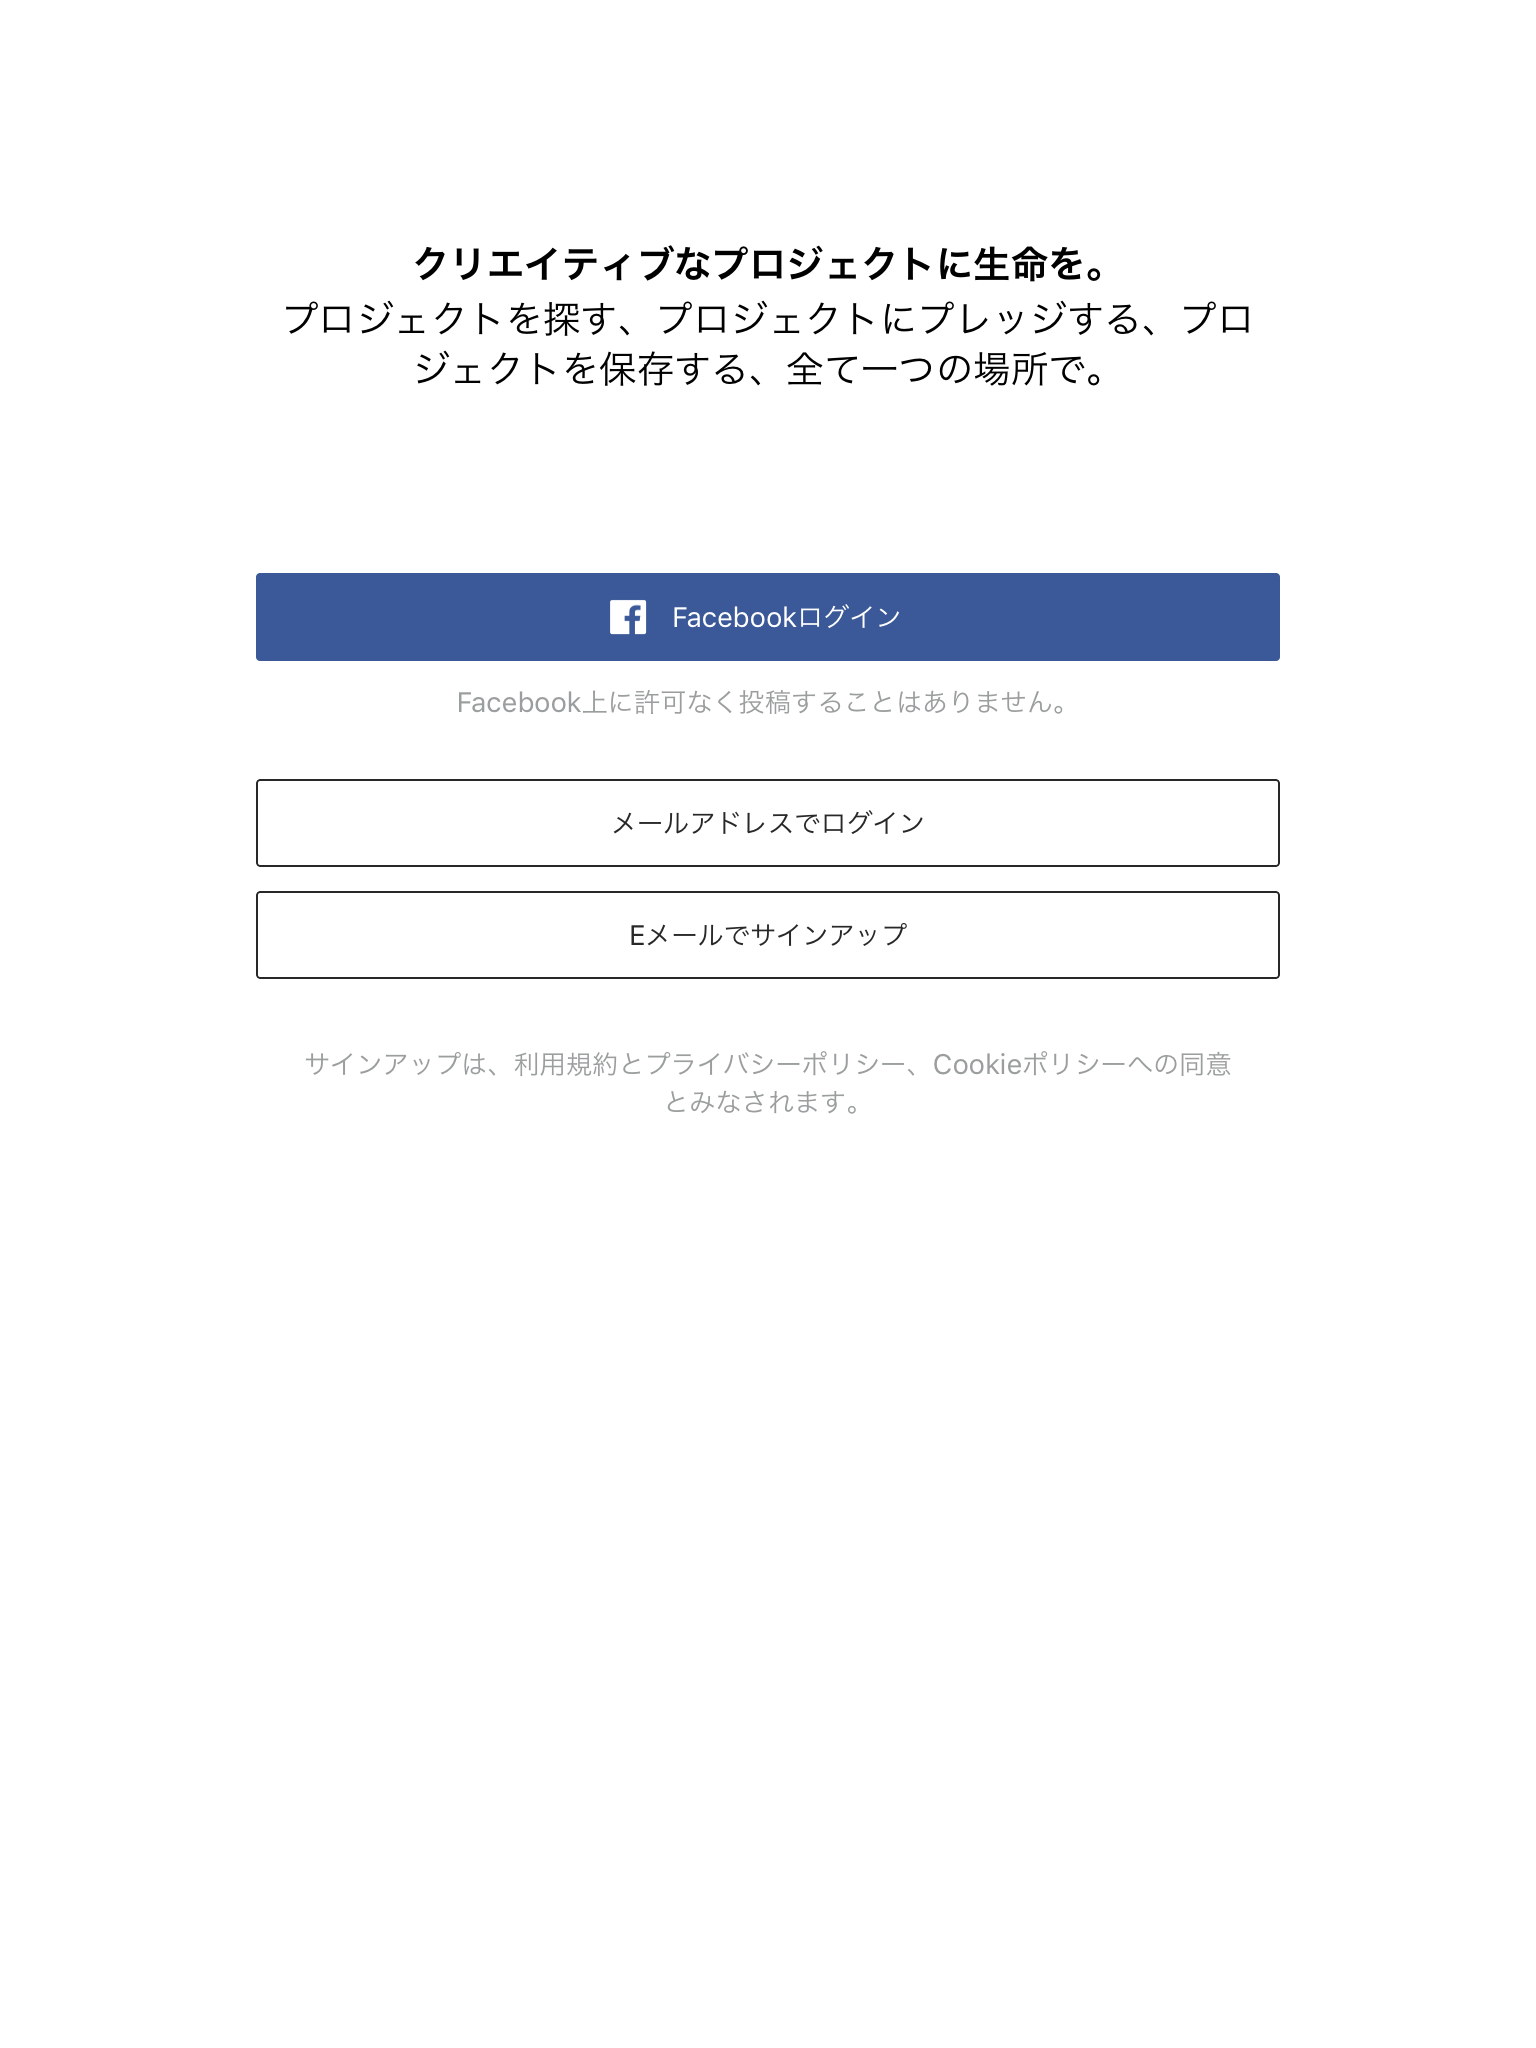 クリエイティブなプロジェクトに生命を。
プロジェクトを探す、プロジェクトにプレッジする、プロ
ジェクトを保存する、全て一つの場所で。
Facebookログイン
Facebook上に許可なく投稿することはありません。
メールアドレスでログイン
Eメールでサインアップ
サインアップは、利用規約とプライバシーポリシー、Cookieポリシーへの同意
とみなされます。